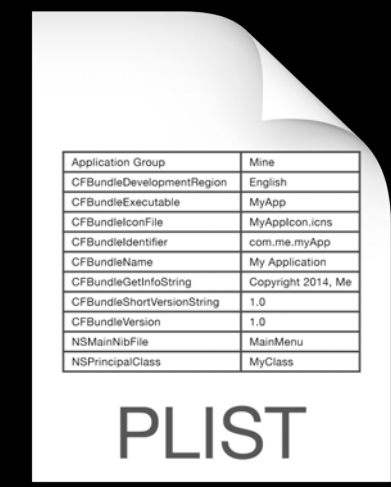 Application Group Mine
CFBundleDevelopmentRegion English
CFBundleExecutable MyApp
CFBundleIconFile MyAppIcon.icns
CFBundleIdentifier com.me.myApp
CFBundleName My Application
CFBundleGetInfoString Copyright 2014, Me
CFBundleShortVersionString 1.0
CFBundleVersion 1.0
NSMainNibFile MainMenu
NSPrincipalClass MyClass
PLIST